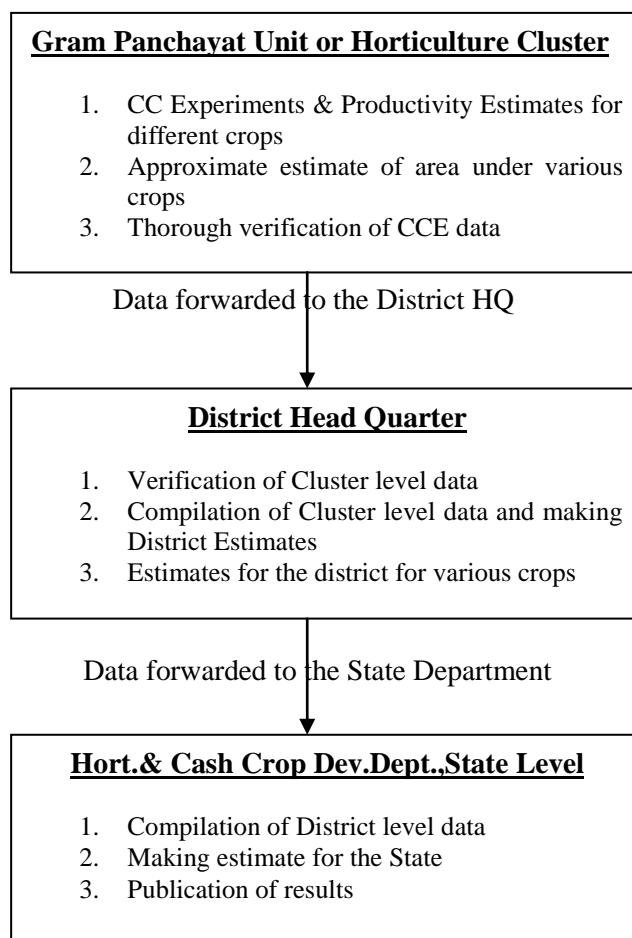 Gram Panchayat Unit or Horticulture Cluster
1. CC Experiments & Productivity Estimates for
different crops
2. Approximate estimate of area under various
crops
3. Thorough verification of CCE data
Data forwarded to the District HQ
District Head Quarter
1. Verification of Cluster level data
2. Compilation of Cluster level data and making
District Estimates
3. Estimates for the district for various crops
Data forwarded to the State Department
Hort.& Cash Crop Dev.Dept.,State Level
1. Compilation of District level data
2. Making estimate for the State
3. Publication of results